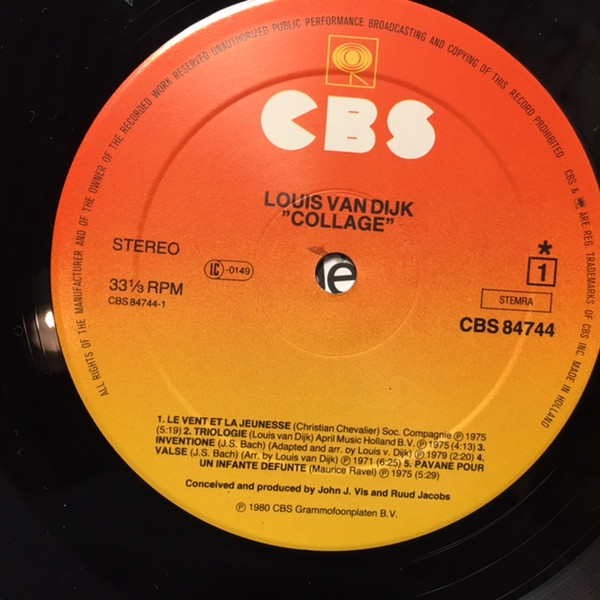 ALL RIGHTS OF THE MANUFACTURER AND OF THE OWNER OF THE RECORDED WORK RESERVED UNAUTHORIZED PUBLIC PERFORMANCE BROADCASTING AND COPYING OF THIS RECORD PROHIBITED CBS & ARE REG. TRADEMARKS OF CBS INC. MADE IN HOLLAND
CBS
LOUIS VAN DIJK
"COLLAGE"
STEREO
LC-0149
*
1
33⅓ RPM
STEMRA
CBS 84744-1
CBS 84744
e
1. LE VENT ET LA JEUNESSE (Christian Chevalier) Soc. Compagnie ℗ 1975
(5:19) 2. TRIOLOGIE (Louis van Dijk) April Music Holland B.V. ℗ 1975 (4:13) 3.
INVENTIONE (J.S. Bach) (Adapted and arr. by Louis v. Dijk) ℗ 1979 (2:20) 4.
VALSE (J.S. Bach) (Arr. by Louis van Dijk) ℗ 1971 (6:25) 5. PAVANE POUR
UN INFANTE DEFUNTE (Maurice Ravel) ℗ 1975 (5:29)
Conceived and produced by John J. Vis and Ruud Jacobs
℗ 1980 CBS Grammofoonplaten B.V.